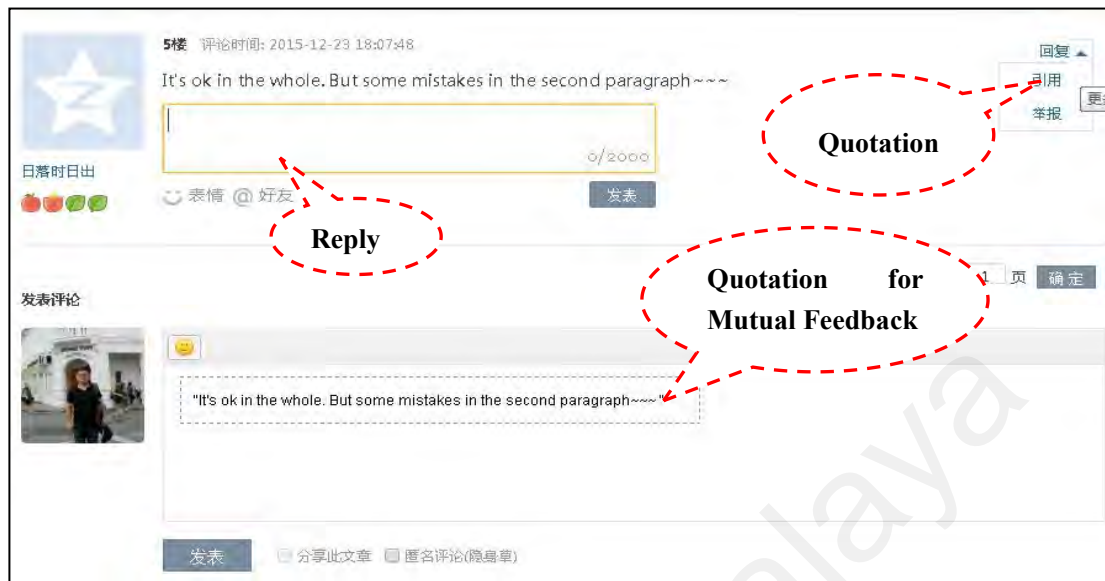 5楼 评论时间: 2015-12-23 18:07:48
回复
It's ok in the whole. But some mistakes in the second paragraph~~~
引用
举报
Quotation
0/2000
日落时日出
表情 @ 好友
发表
Reply
Quotation for
Mutual Feedback
1 页 确定
发表评论
"It's ok in the whole. But some mistakes in the second paragraph~~~"
发表 分享此文章 匿名评论(隐身草)
alaya